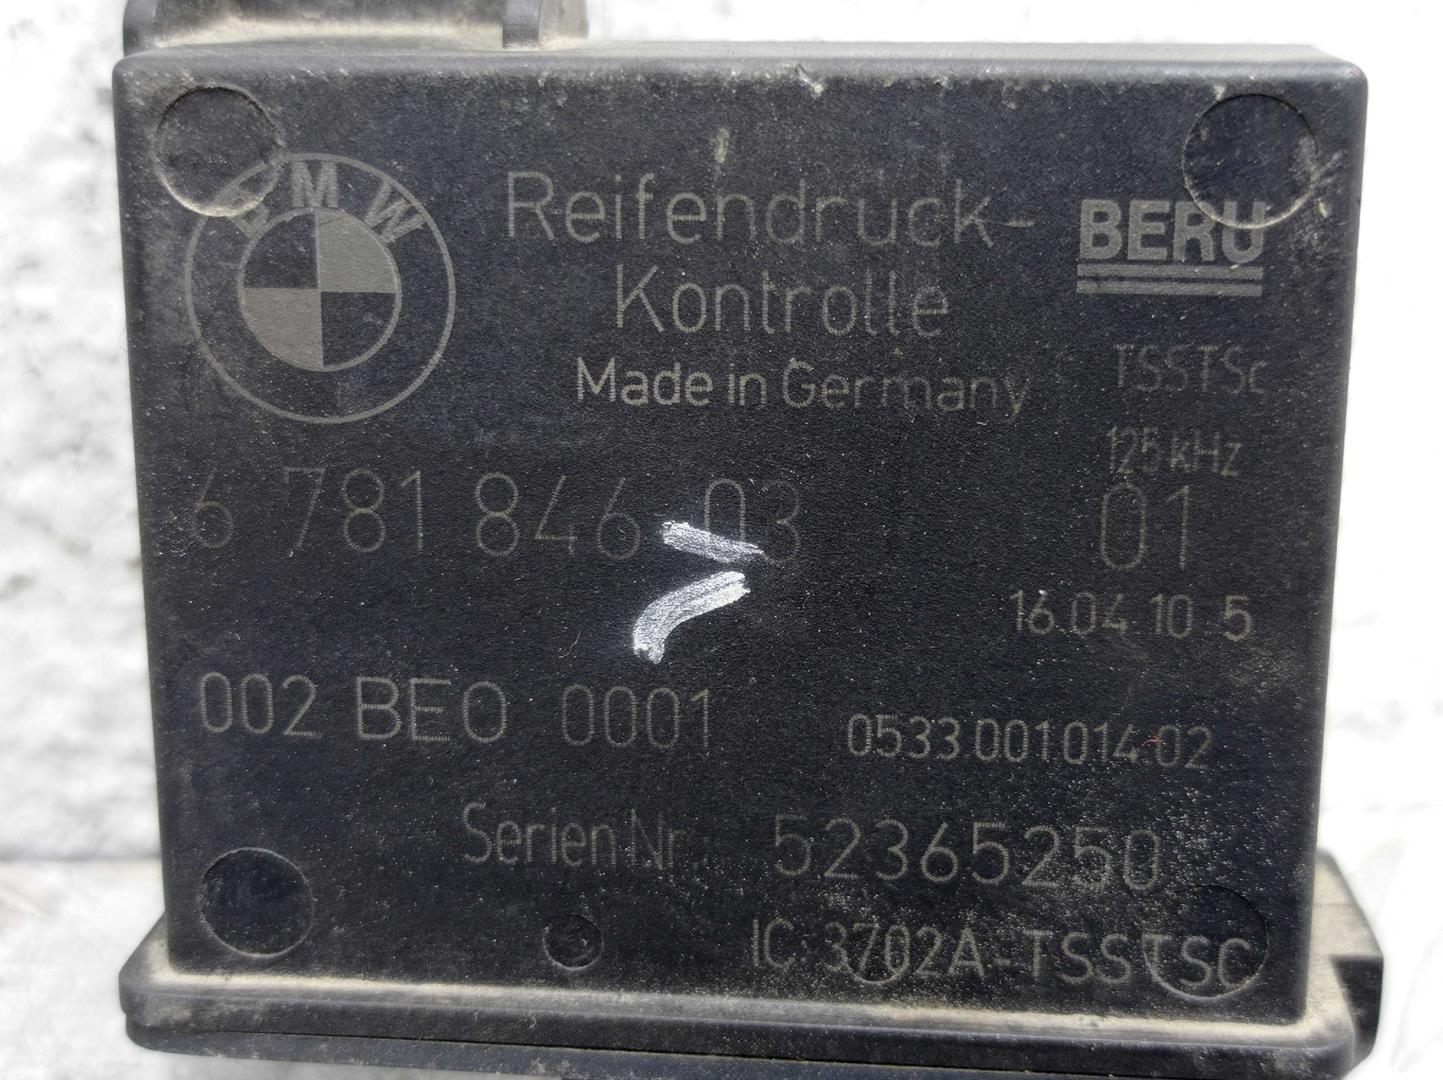 BMW
Reifendruck-
Kontrolle
Made in Germany
BERU
TSSTSc
125 kHz
6 781 846 03
01
16.04.10 5
002 BEO 0001
0533 001 014 02
Serien Nr. 52365250
IC: 3702A-TSSTSC